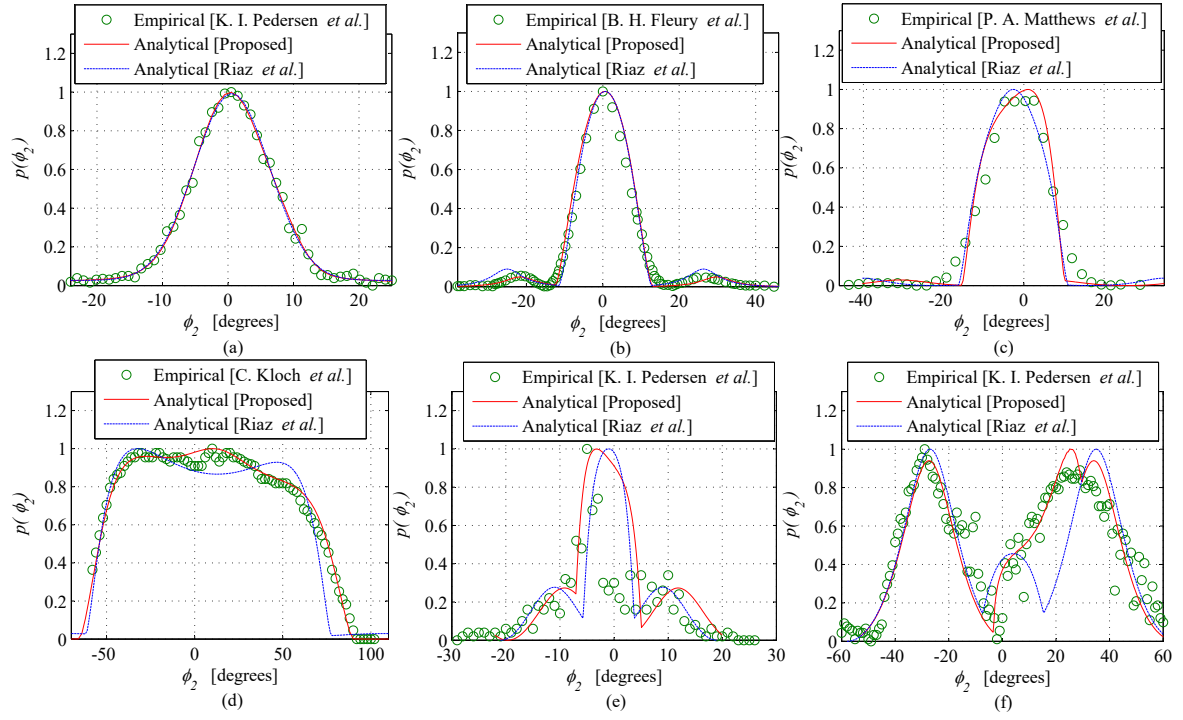 Empirical [K. I. Pedersen et al.]
Analytical [Proposed]
Analytical [Riaz et al.]
1.2
1
0.8
0.6
0.4
0.2
0
p(ϕ2)
-20
-10
0
10
20
ϕ2 [degrees]
(a)
Empirical [B. H. Fleury et al.]
Analytical [Proposed]
Analytical [Riaz et al.]
1.2
1
0.8
0.6
0.4
0.2
0
p(ϕ2)
-20
0
20
40
ϕ2 [degrees]
(b)
Empirical [P. A. Matthews et al.]
Analytical [Proposed]
Analytical [Riaz et al.]
1.2
1
0.8
0.6
0.4
0.2
0
p(ϕ2)
-40
-20
0
20
ϕ2 [degrees]
(c)
Empirical [C. Kloch et al.]
Analytical [Proposed]
Analytical [Riaz et al.]
1.2
1
0.8
0.6
0.4
0.2
0
p(ϕ2)
-50
0
50
100
ϕ2 [degrees]
(d)
Empirical [K. I. Pedersen et al.]
Analytical [Proposed]
Analytical [Riaz et al.]
1.2
1
0.8
0.6
0.4
0.2
0
p(ϕ2)
-30
-20
-10
0
10
20
30
ϕ2 [degrees]
(e)
Empirical [K. I. Pedersen et al.]
Analytical [Proposed]
Analytical [Riaz et al.]
1.2
1
0.8
0.6
0.4
0.2
0
p(ϕ2)
-60
-40
-20
0
20
40
60
ϕ2 [degrees]
(f)